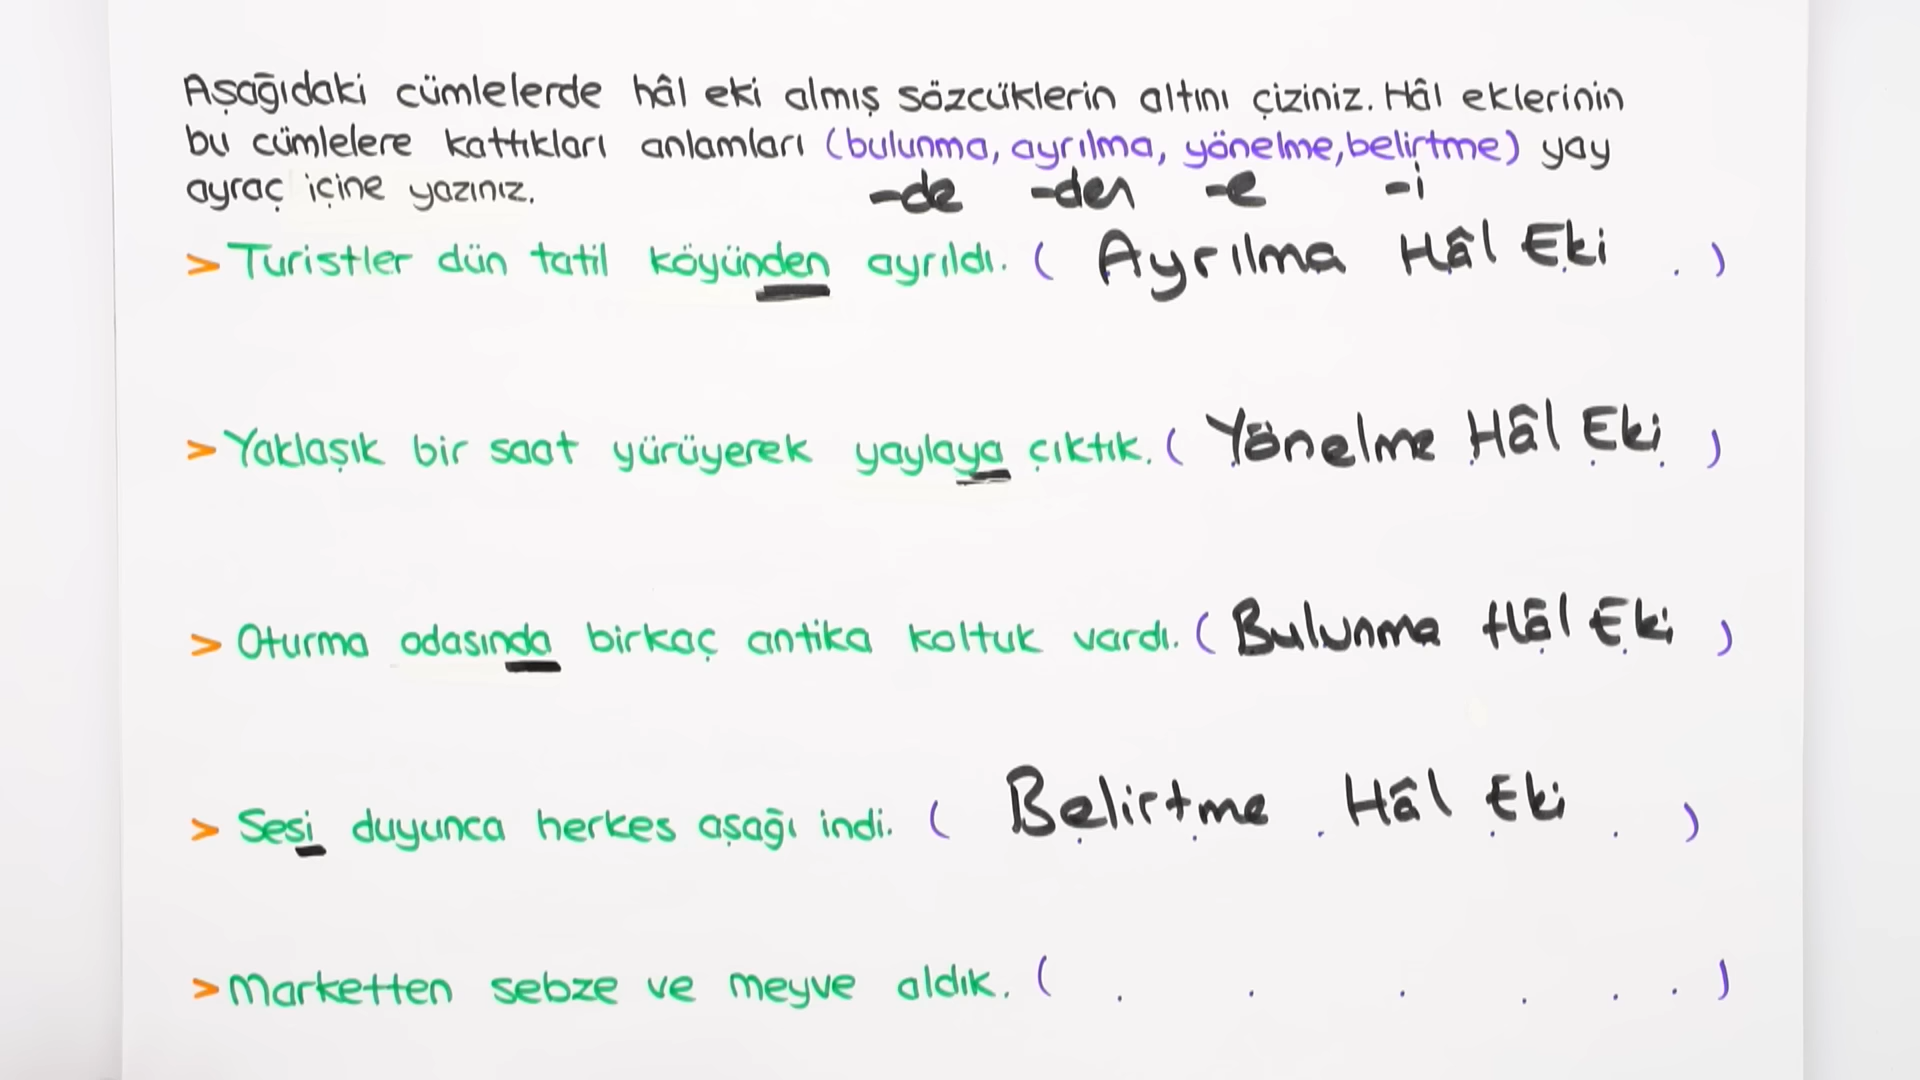 Aşağıdaki cümlelerde hâl eki almış sözcüklerin altını çiziniz. Hâl eklerinin
bu cümlelere kattıkları anlamları (bulunma, ayrılma, yönelme, belirtme) yay
ayraç içine yazınız. -de -den -e -i
> Turistler dün tatil köyünden ayrıldı. ( Ayrılma Hâl Eki . )
> Yaklaşık bir saat yürüyerek yaylaya çıktık. ( Yönelme Hâl Eki )
> Oturma odasında birkaç antika koltuk vardı. ( Bulunma Hâl Eki )
> Sesi duyunca herkes aşağı indi. ( Belirtme . Hâl Eki . )
> Marketten sebze ve meyve aldık. ( . . . . . . )